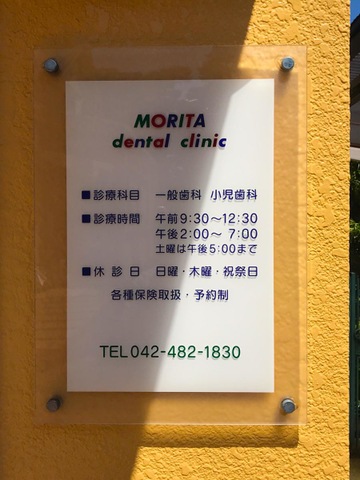 MORITA
dental clinic
■診療科目 一般歯科 小児歯科
■診療時間 午前9:30～12:30
午後2:00～ 7:00
土曜は午後5:00まで
■休診日 日曜・木曜・祝祭日
各種保険取扱・予約制
TEL042-482-1830